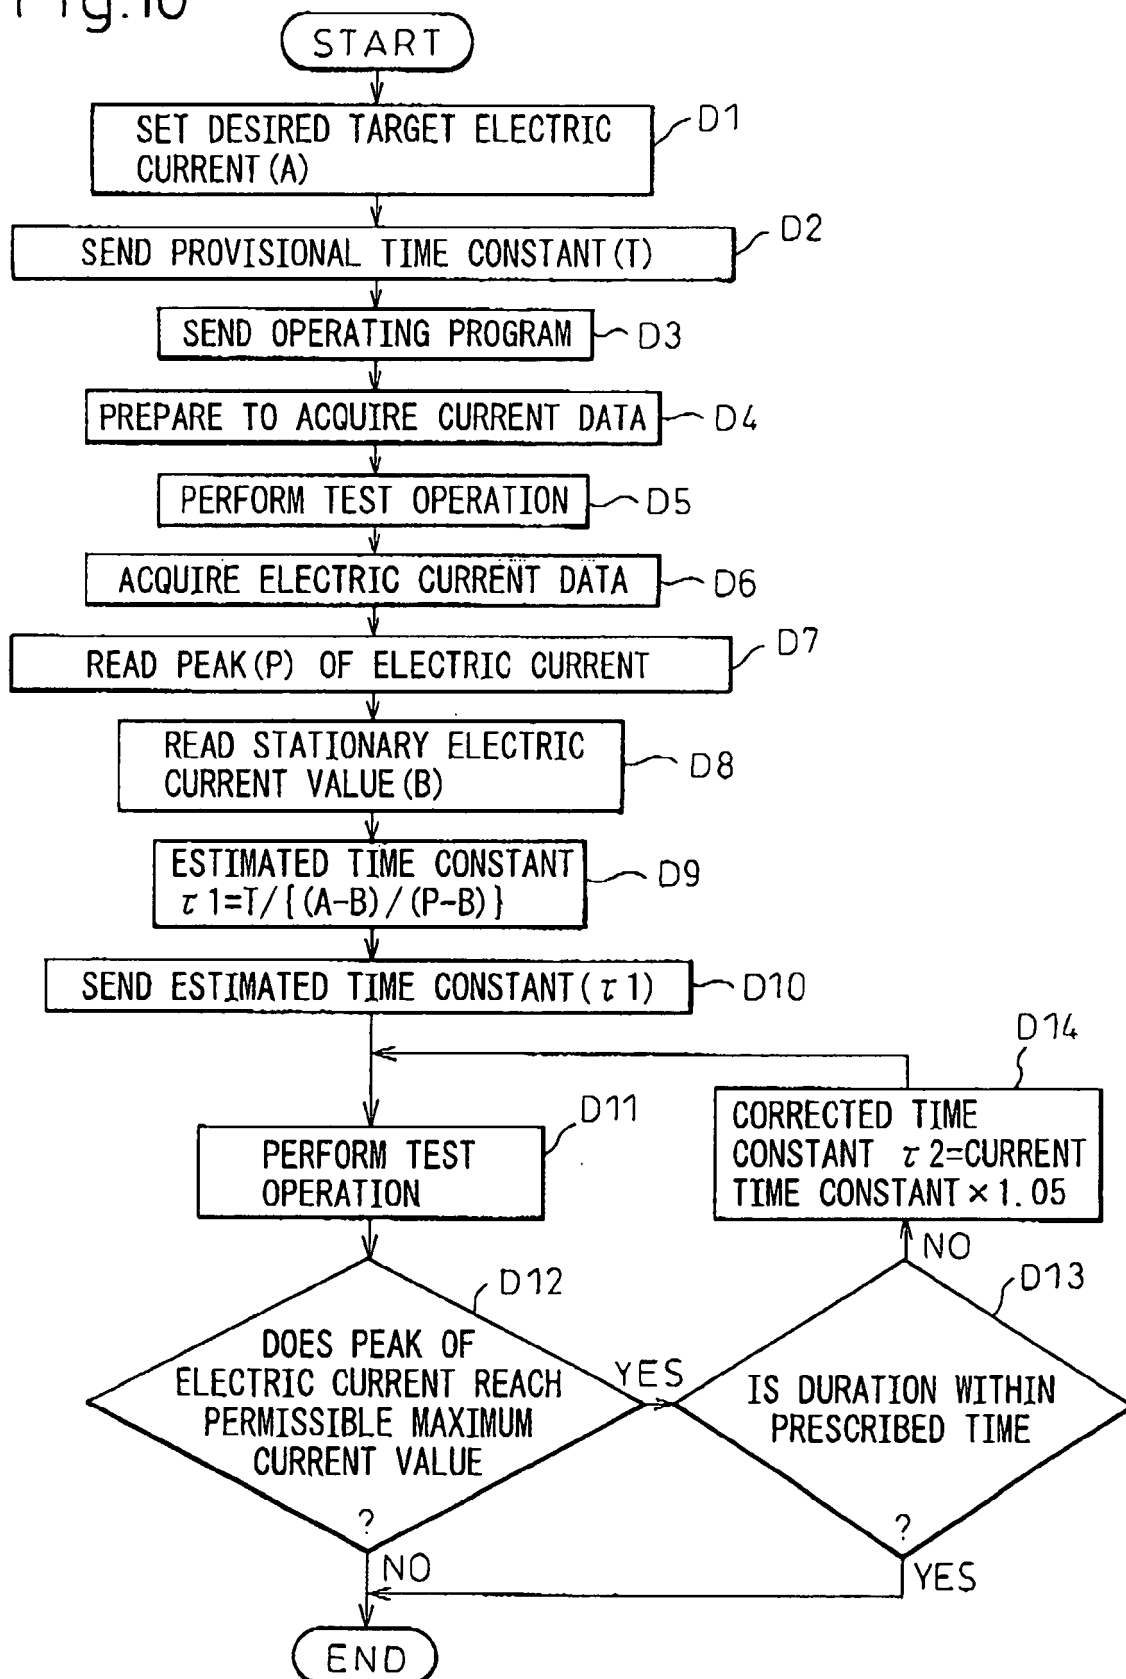 Fig.10
START
SET DESIRED TARGET ELECTRIC
CURRENT(A)
D1
SEND PROVISIONAL TIME CONSTANT(T)
D2
SEND OPERATING PROGRAM
D3
PREPARE TO ACQUIRE CURRENT DATA
D4
PERFORM TEST OPERATION
D5
ACQUIRE ELECTRIC CURRENT DATA
D6
READ PEAK(P) OF ELECTRIC CURRENT
D7
READ STATIONARY ELECTRIC
CURRENT VALUE(B)
D8
ESTIMATED TIME CONSTANT
τ1=T/{(A-B)/(P-B)}
D9
SEND ESTIMATED TIME CONSTANT(τ1)
D10
D14
CORRECTED TIME
CONSTANT τ2=CURRENT
TIME CONSTANT×1.05
D11
PERFORM TEST
OPERATION
NO
D12
D13
DOES PEAK OF
ELECTRIC CURRENT REACH
PERMISSIBLE MAXIMUM
CURRENT VALUE
?
YES
IS DURATION WITHIN
PRESCRIBED TIME
?
NO
YES
END